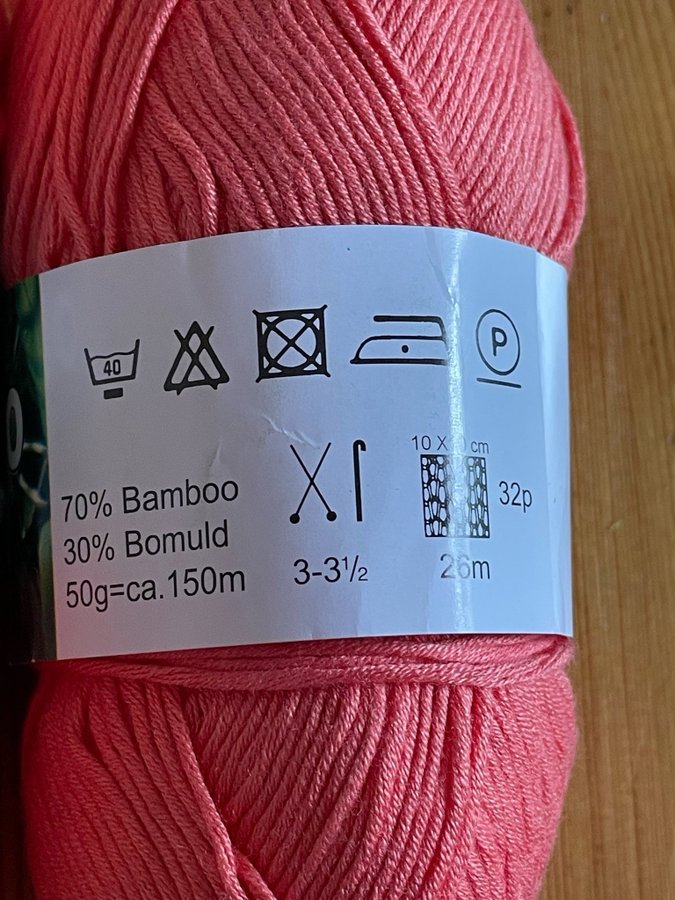 40
P
10 X 10 cm
32p
70% Bamboo
30% Bomuld
50g=ca.150m
3-3½
26m